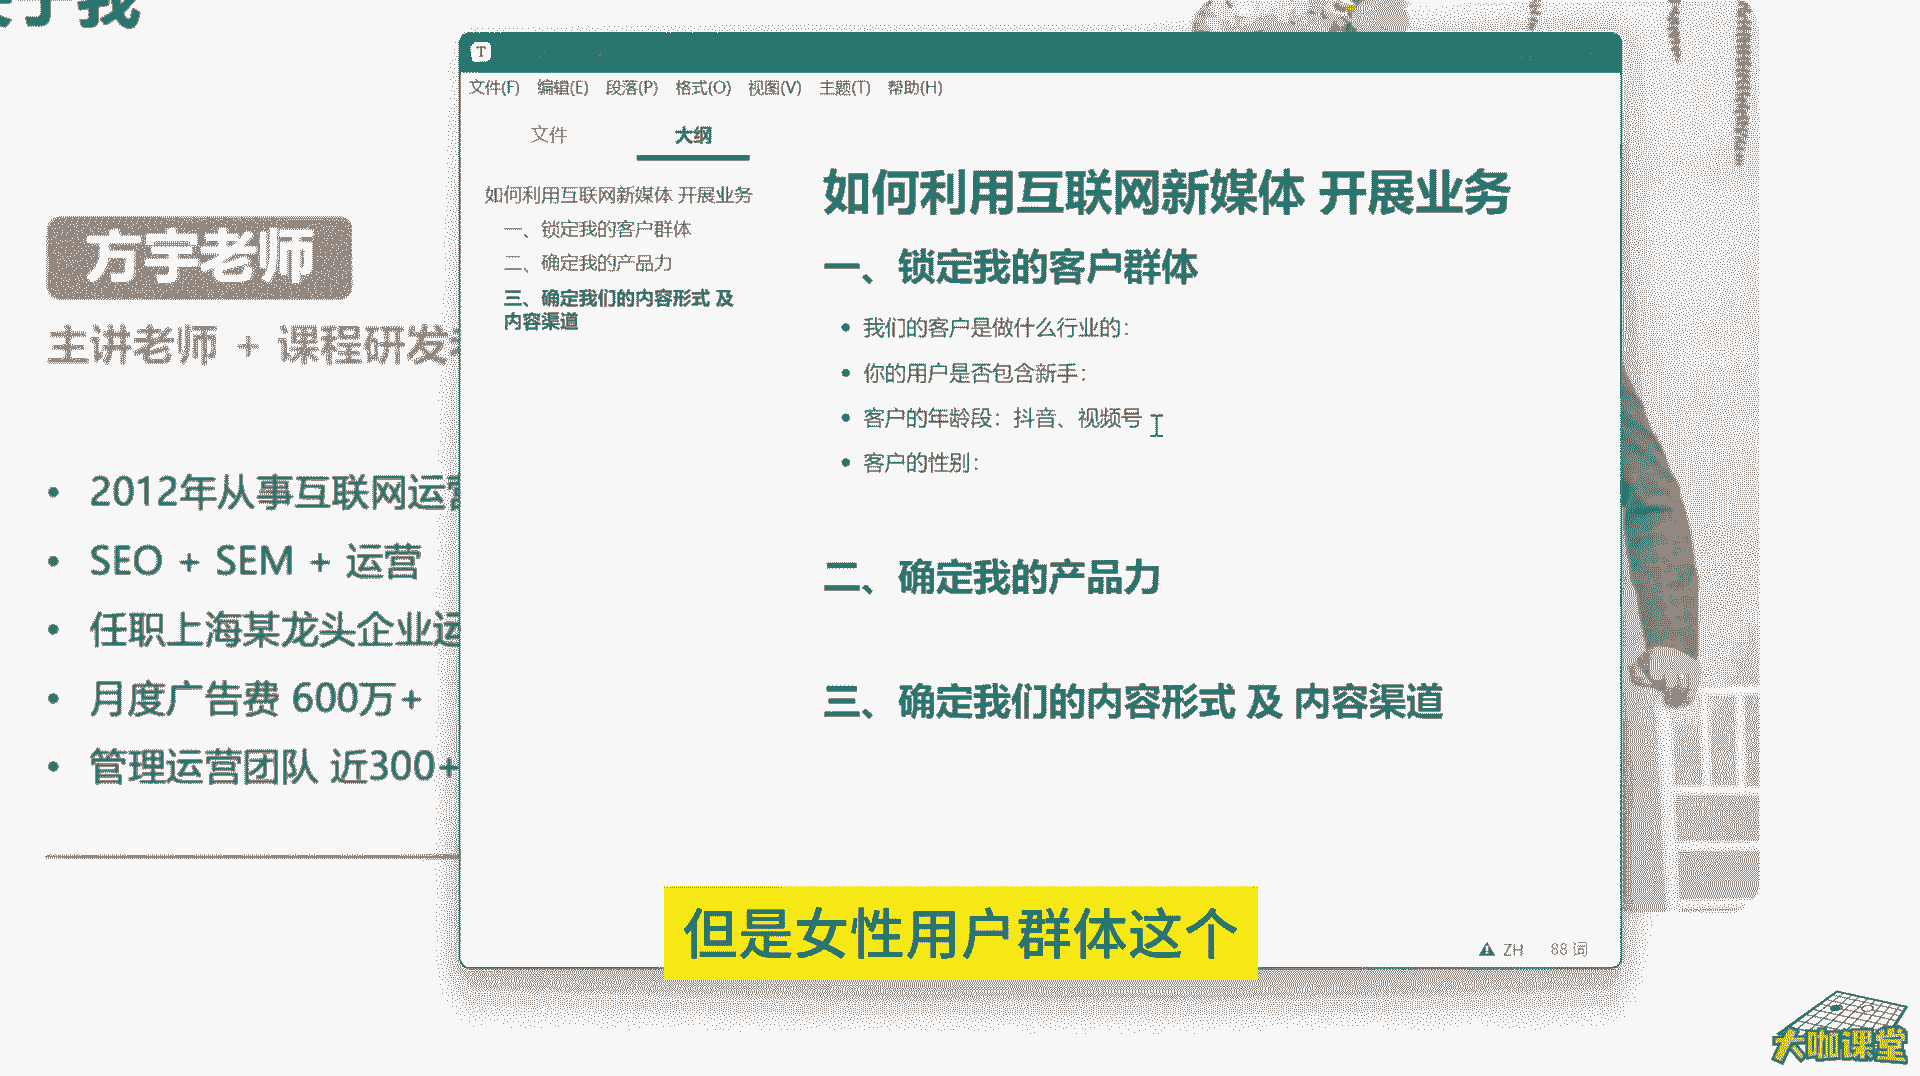 于我
方宇老师
主讲老师 + 课程研发
2012年从事互联网运营
SEO + SEM + 运营
任职上海某龙头企业运
月度广告费 600万+
管理运营团队 近300+
T
文件(F) 编辑(E) 段落(P) 格式(O) 视图(V) 主题(T) 帮助(H)
文件 大纲
如何利用互联网新媒体 开展业务
一、锁定我的客户群体
二、确定我的产品力
三、确定我们的内容形式 及
内容渠道
如何利用互联网新媒体 开展业务
一、锁定我的客户群体
我们的客户是做什么行业的：
你的用户是否包含新手：
客户的年龄段：抖音、视频号
客户的性别：
二、确定我的产品力
三、确定我们的内容形式 及 内容渠道
ZH 88 词
但是女性用户群体这个
大咖课堂